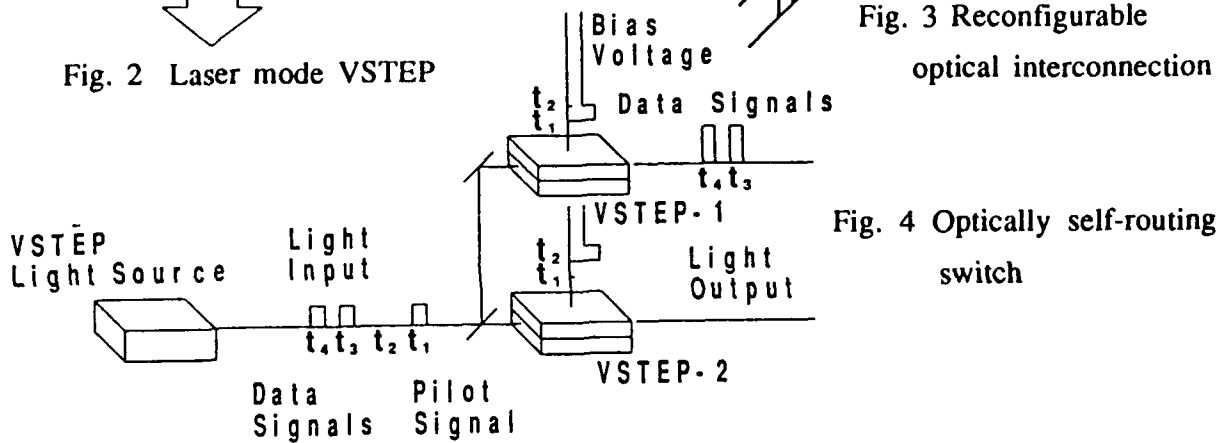 Fig. 2 Laser mode VSTEP
Bias
Voltage
Fig. 3 Reconfigurable
optical interconnection
t₂
t₁
Data Signals
t₄ t₃
VSTEP-1
Fig. 4 Optically self-routing
switch
VSTEP
Light Source
Light
Input
t₂
t₁
Light
Output
t₄ t₃ t₂ t₁
VSTEP-2
Data
Signals
Pilot
Signal